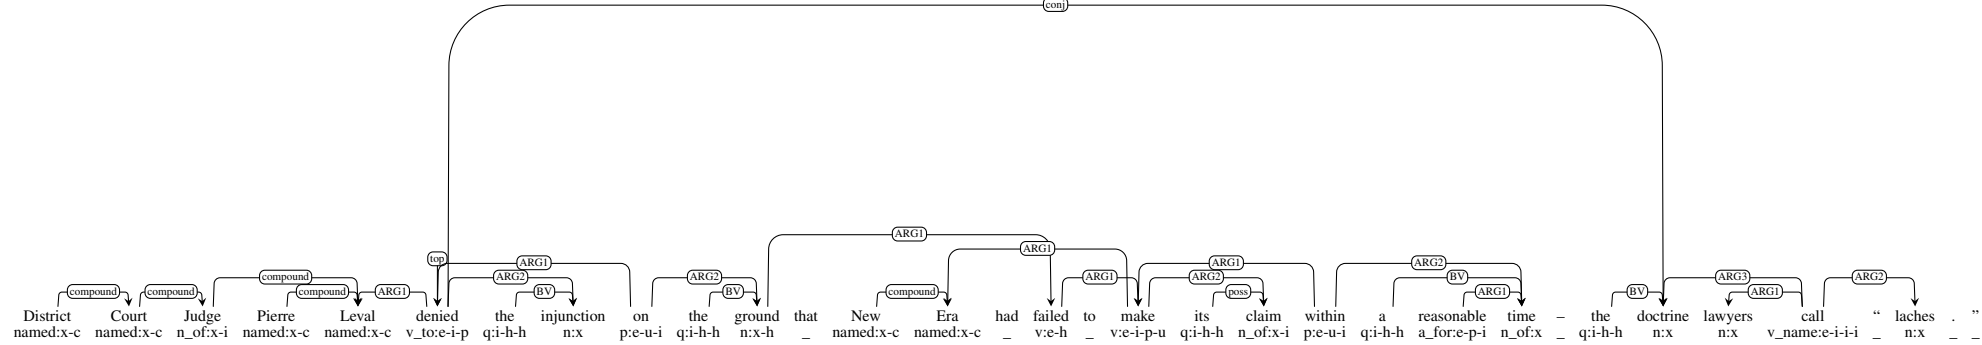 conj
ARG1
ARG1
top ARG1 ARG1 ARG2
compound ARG2 ARG2 ARG1 ARG2 BV ARG3 ARG2
compound compound compound ARG1 BV BV compound poss ARG1 BV ARG1
District Court Judge Pierre Leval denied the injunction on the ground that New Era had failed to make its claim within a reasonable time – the doctrine lawyers call “ laches . ”
named:x-c named:x-c n_of:x-i named:x-c named:x-c v_to:e-i-p q:i-h-h n:x p:e-u-i q:i-h-h n:x-h _ named:x-c named:x-c _ v:e-h _ v:e-i-p-u q:i-h-h n_of:x-i p:e-u-i q:i-h-h a_for:e-p-i n_of:x _ q:i-h-h n:x n:x v_name:e-i-i-i _ n:x _ _